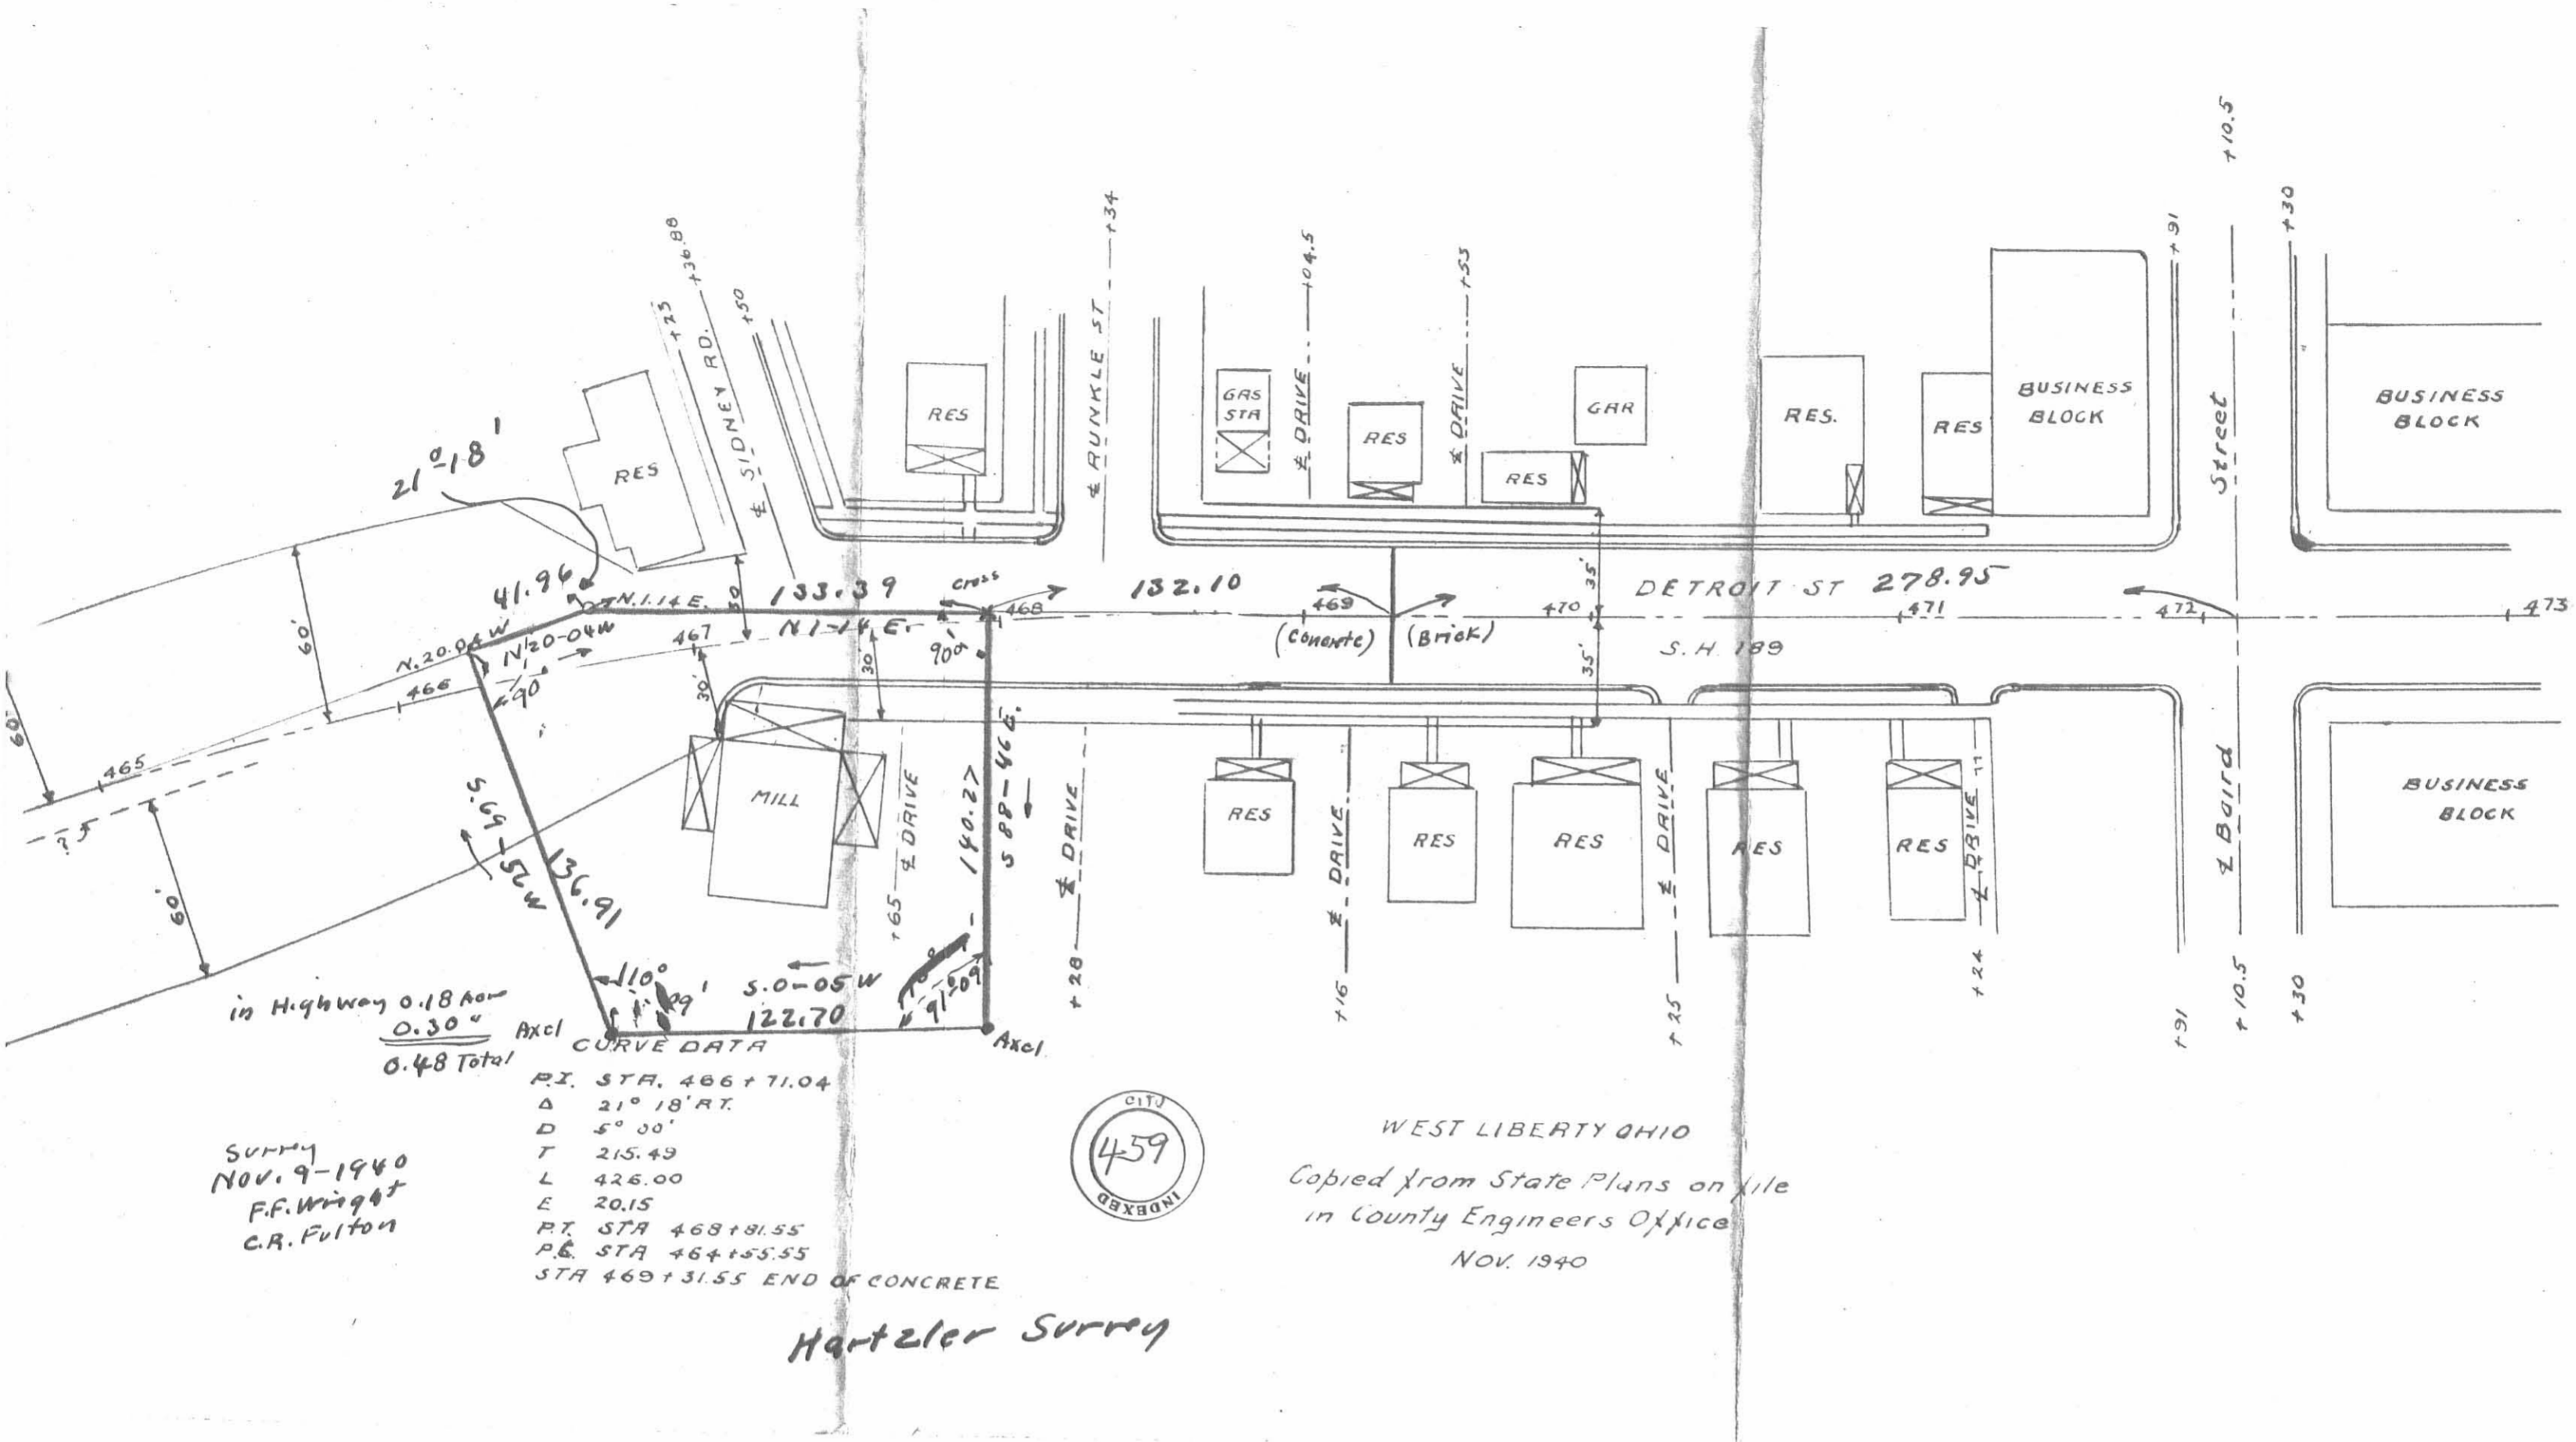 +10.5
+34
+36.88
+25
+50
+104.5
+53
+91
+30
℄ SIDNEY RD.
℄ RUNKLE ST
℄ DRIVE
℄ DRIVE
Street
RES
RES
GAS
STA
RES
RES
GAR
RES.
RES
BUSINESS
BLOCK
BUSINESS
BLOCK
21°-18'
60'
60'
60'
41.96
N.1.14 E.
133.39
cross
132.10
DETROIT ST 278.95
30'
N 1-14 E.
N.20.04 W
N20-04W
90°
90°
465
466
467
468
469
470
471
472
473
(Concrete)
(Brick)
S.H. 189
35'
35'
30'
30'
MILL
℄ DRIVE
+65
140.27
S 88-46 E.
℄ DRIVE
+28
RES
℄ DRIVE
+16
RES
RES
℄ DRIVE
+25
RES
RES
℄ DRIVE
+24
℄ Baird
+91
+10.5
+30
BUSINESS
BLOCK
S.69-56 W
136.91
110°
29'
S.0-05 W
122.70
91°-09'
Axel
Axel
in Highway 0.18 Acre
0.30 "
0.48 Total
CURVE DATA
P.I. STA. 466+71.04
Δ 21° 18' RT.
D 5° 00'
T 215.49
L 426.00
E 20.15
P.T. STA 468+81.55
P.C. STA 464+55.55
STA 469+31.55 END OF CONCRETE
Survey
Nov. 9-1940
F.F. Wright
C.R. Fulton
CITY
459
INDEXED
WEST LIBERTY OHIO
Copied from State Plans on file
in County Engineers Office
NOV. 1940
Hartzler Survey